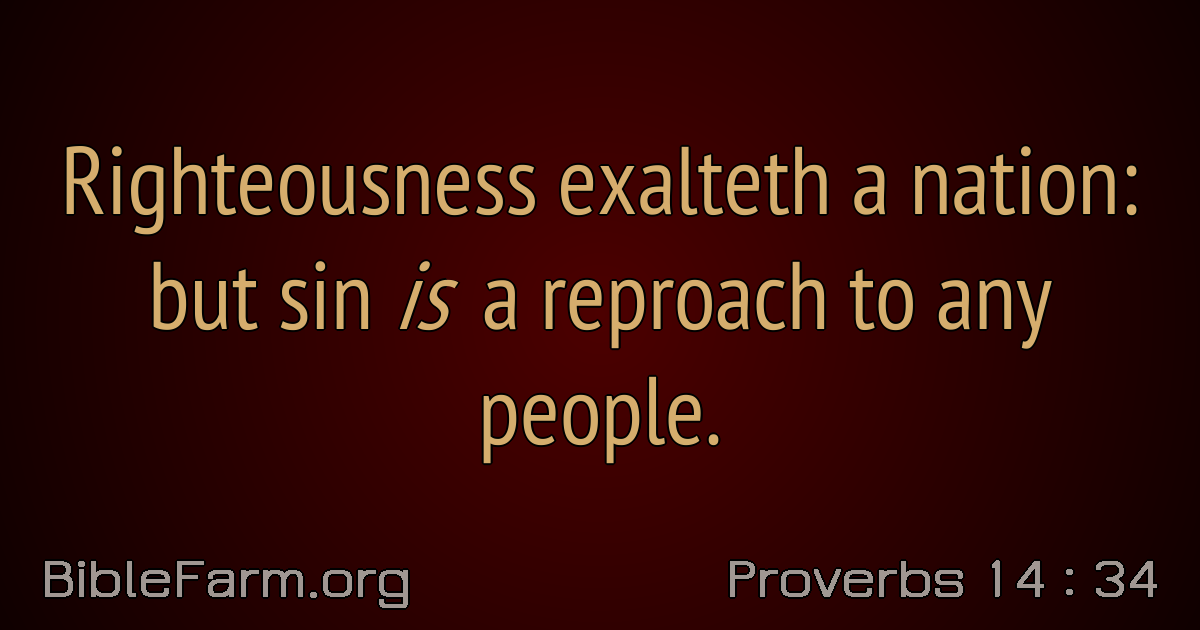 Righteousness exalteth a nation:
but sin is a reproach to any
people.
BibleFarm.org
Proverbs 14 : 34